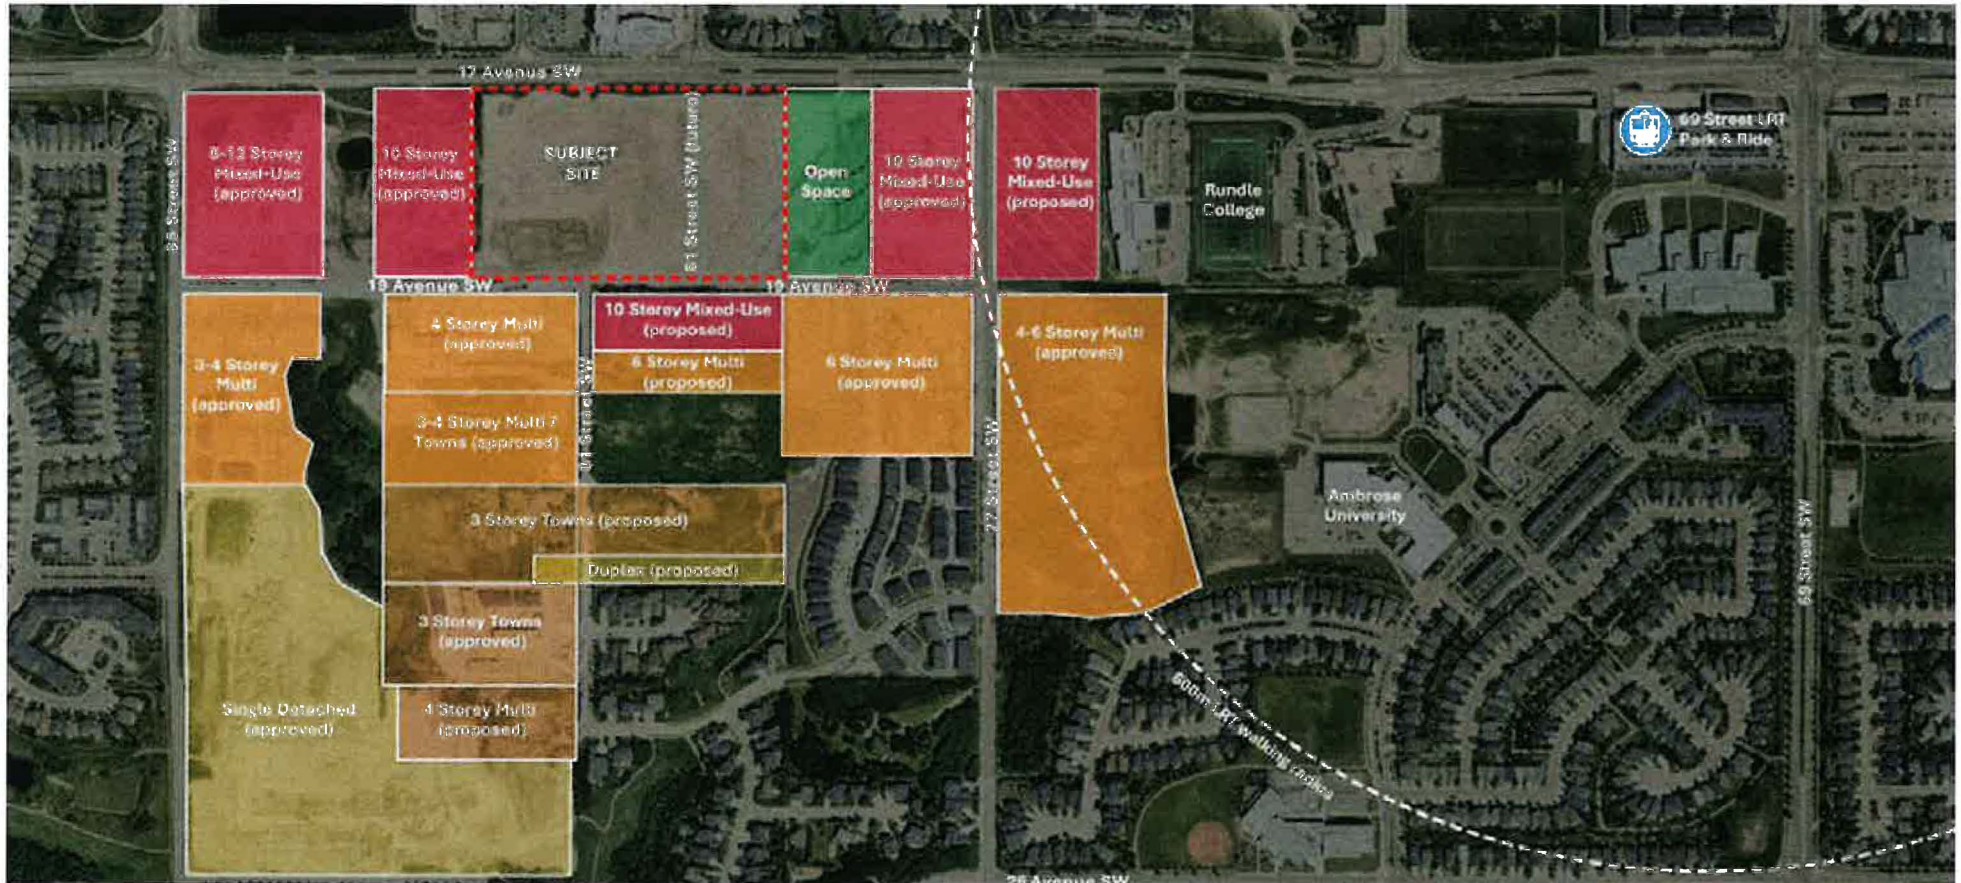 17 Avenue SW
85 Street SW
8-12 Storey
Mixed-Use
(approved)
10 Storey
Mixed-Use
(approved)
SUBJECT
SITE
81 Street SW (future)
Open
Space
10 Storey
Mixed-Use
(approved)
10 Storey
Mixed-Use
(proposed)
Rundle
College
69 Street LRT
Park & Ride
19 Avenue SW
19 Avenue SW
3-4 Storey
Multi
(approved)
4 Storey Multi
(approved)
10 Storey Mixed-Use
(proposed)
6 Storey Multi
(proposed)
6 Storey Multi
(approved)
4-6 Storey Multi
(approved)
3-4 Storey Multi /
Towns (approved)
81 Street SW
77 Street SW
3 Storey Towns (proposed)
Duplex (proposed)
Ambrose
University
69 Street SW
3 Storey Towns
(approved)
Single Detached
(approved)
4 Storey Multi
(proposed)
600m LRT walking radius
26 Avenue SW